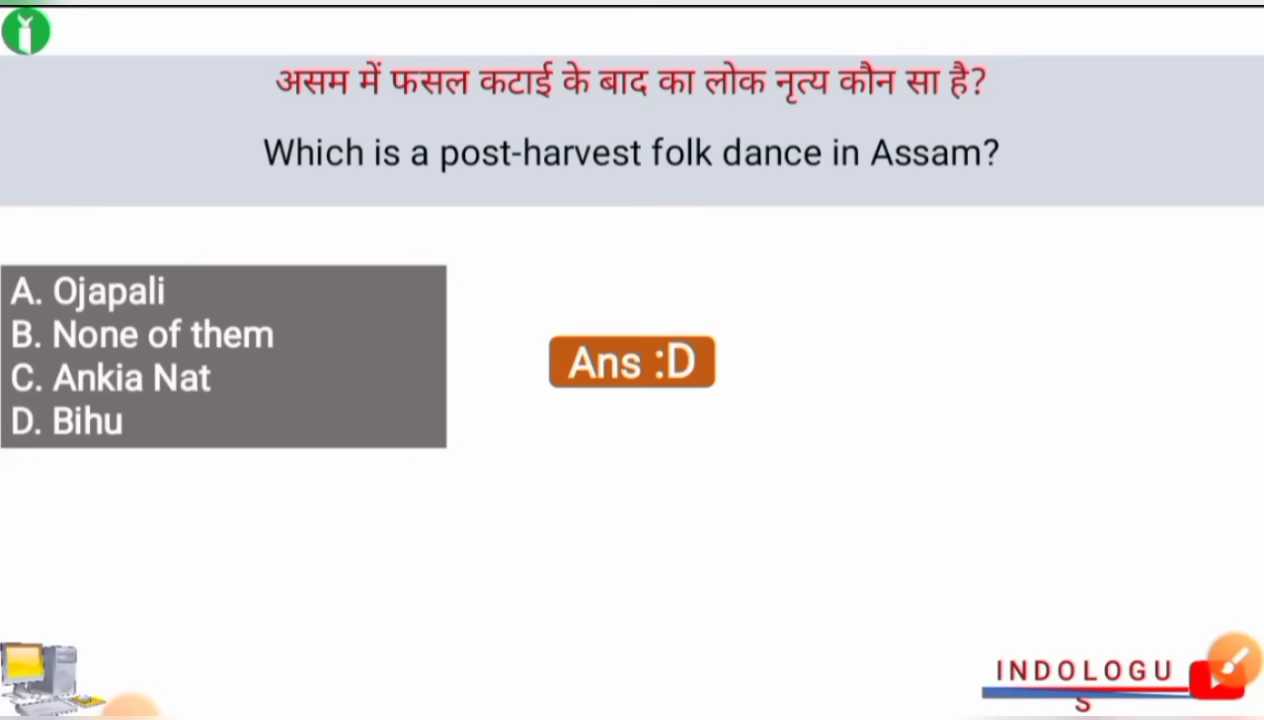 असम में फसल कटाई के बाद का लोक नृत्य कौन सा है?
Which is a post-harvest folk dance in Assam?
A. Ojapali
B. None of them
C. Ankia Nat
D. Bihu
Ans :D
INDOLOGU
S